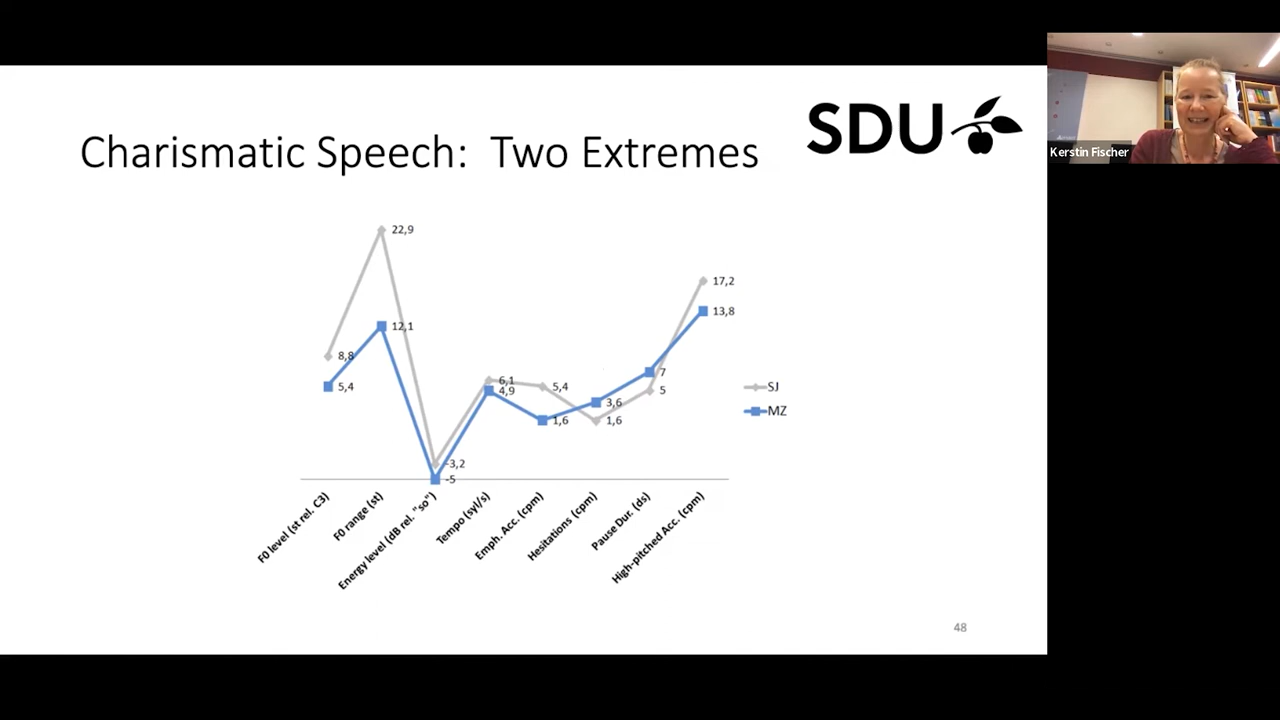 Charismatic Speech: Two Extremes
SDU
Kerstin Fischer
22,9
17,2
13,8
12,1
8,8
5,4
6,1
4,9
5,4
7
5
3,6
1,6
1,6
-3,2
-5
SJ
MZ
F0 level (st rel. C3)
F0 range (st)
Energy level (dB rel. "so")
Tempo (syl/s)
Emph. Acc. (cpm)
Hesitations (cpm)
Pause Dur. (ds)
High-pitched Acc. (cpm)
48